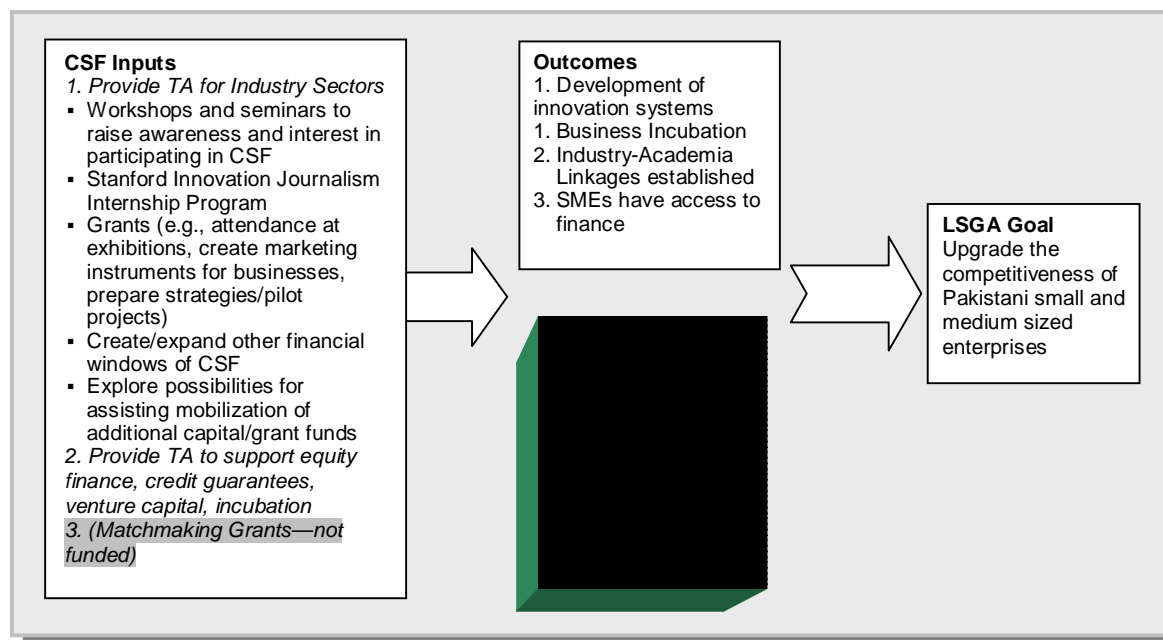 CSF Inputs
1. Provide TA for Industry Sectors
▪ Workshops and seminars to
raise awareness and interest in
participating in CSF
▪ Stanford Innovation Journalism
Internship Program
▪ Grants (e.g., attendance at
exhibitions, create marketing
instruments for businesses,
prepare strategies/pilot
projects)
▪ Create/expand other financial
windows of CSF
▪ Explore possibilities for
assisting mobilization of
additional capital/grant funds
2. Provide TA to support equity
finance, credit guarantees,
venture capital, incubation
3. (Matchmaking Grants—not
funded)
Outcomes
1. Development of
innovation systems
1. Business Incubation
2. Industry-Academia
Linkages established
3. SMEs have access to
finance
LSGA Goal
Upgrade the
competitiveness of
Pakistani small and
medium sized
enterprises